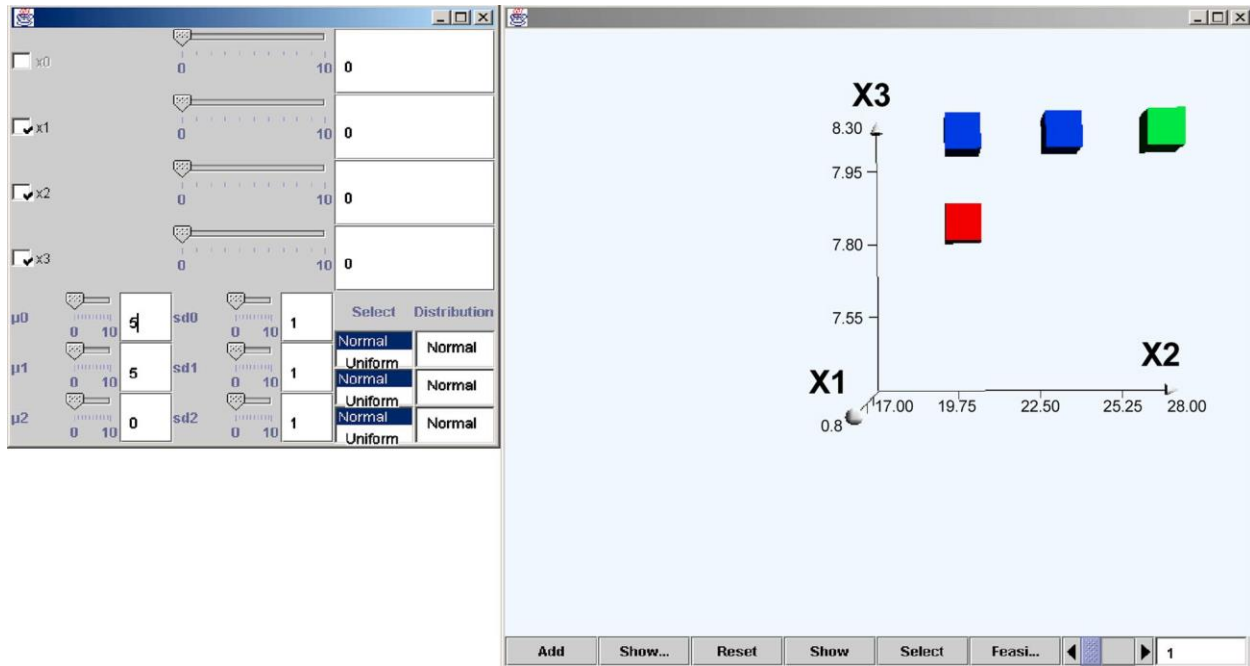 x0
0 10
0
x1
0 10
0
x2
0 10
0
x3
0 10
0
µ0 0 10 5 sd0 0 10 1 Select Distribution
Normal Normal
Uniform
µ1 0 10 5 sd1 0 10 1 Normal Normal
Uniform
µ2 0 10 0 sd2 0 10 1 Normal Normal
Uniform
X3
8.30
7.95
7.80
7.55
X2
X1
17.00 19.75 22.50 25.25 28.00
0.8
Add Show... Reset Show Select Feasi... 1